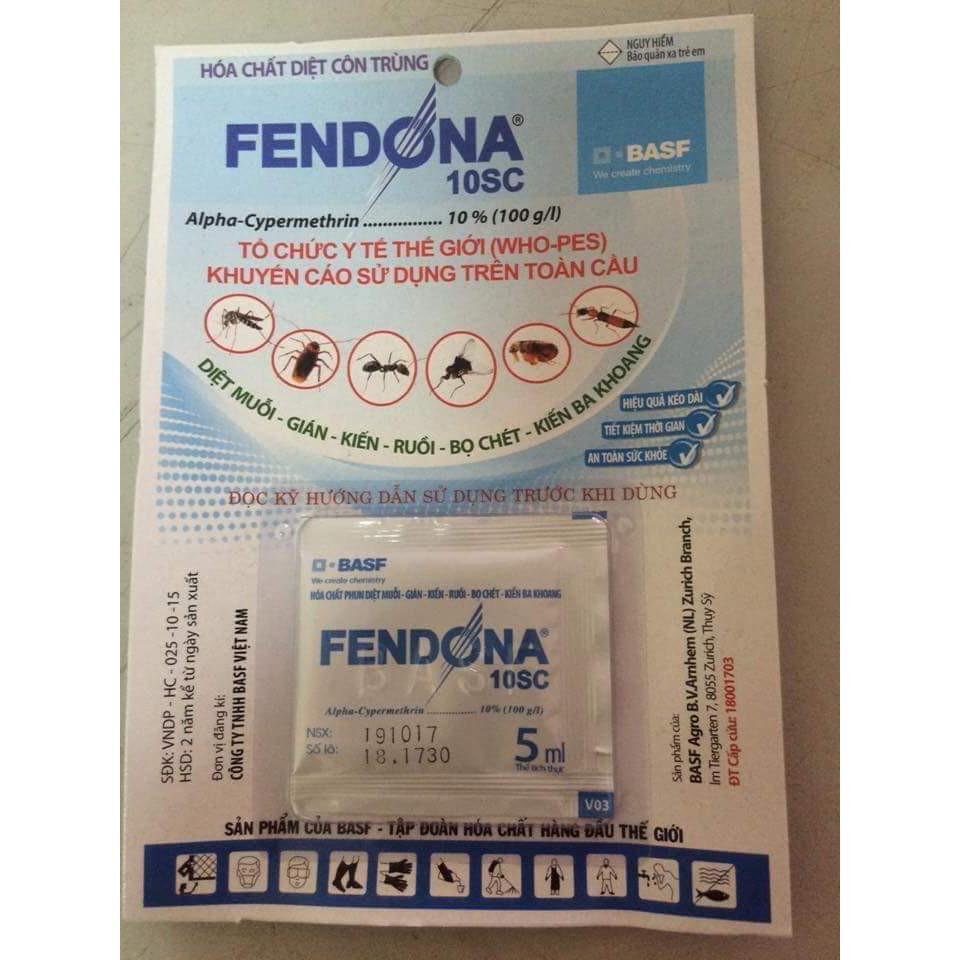 HÓA CHẤT DIỆT CÔN TRÙNG
NGUY HIỂM
Bảo quản xa trẻ em
FENDONA®
10SC
BASF
We create chemistry
Alpha-Cypermethrin ................ 10 % (100 g/l)
TỔ CHỨC Y TẾ THẾ GIỚI (WHO-PES)
KHUYẾN CÁO SỬ DỤNG TRÊN TOÀN CẦU
DIỆT MUỖI - GIÁN - KIẾN - RUỒI - BỌ CHÉT - KIẾN BA KHOANG
HIỆU QUẢ KÉO DÀI
TIẾT KIỆM THỜI GIAN
AN TOÀN SỨC KHỎE
ĐỌC KỸ HƯỚNG DẪN SỬ DỤNG TRƯỚC KHI DÙNG
SĐK: VNDP - HC - 025 -10 -15
HSD: 2 năm kể từ ngày sản xuất
Đơn vị đăng kí:
CÔNG TY TNHH BASF VIỆT NAM
BASF
We create chemistry
HÓA CHẤT PHUN DIỆT MUỖI - GIÁN - KIẾN - RUỒI - BỌ CHÉT - KIẾN BA KHOANG
FENDONA®
10SC
Alpha-Cypermethrin ................ 10% (100 g/l)
NSX: 191017
Số lô: 18.1730
5 ml
Thể tích thực
V03
Sản phẩm của:
BASF Agro B.V.Arnhem (NL) Zurich Branch,
Im Tiergarten 7, 8055 Zurich, Thụy Sỹ
ĐT Cấp cứu: 18001703
SẢN PHẨM CỦA BASF - TẬP ĐOÀN HÓA CHẤT HÀNG ĐẦU THẾ GIỚI